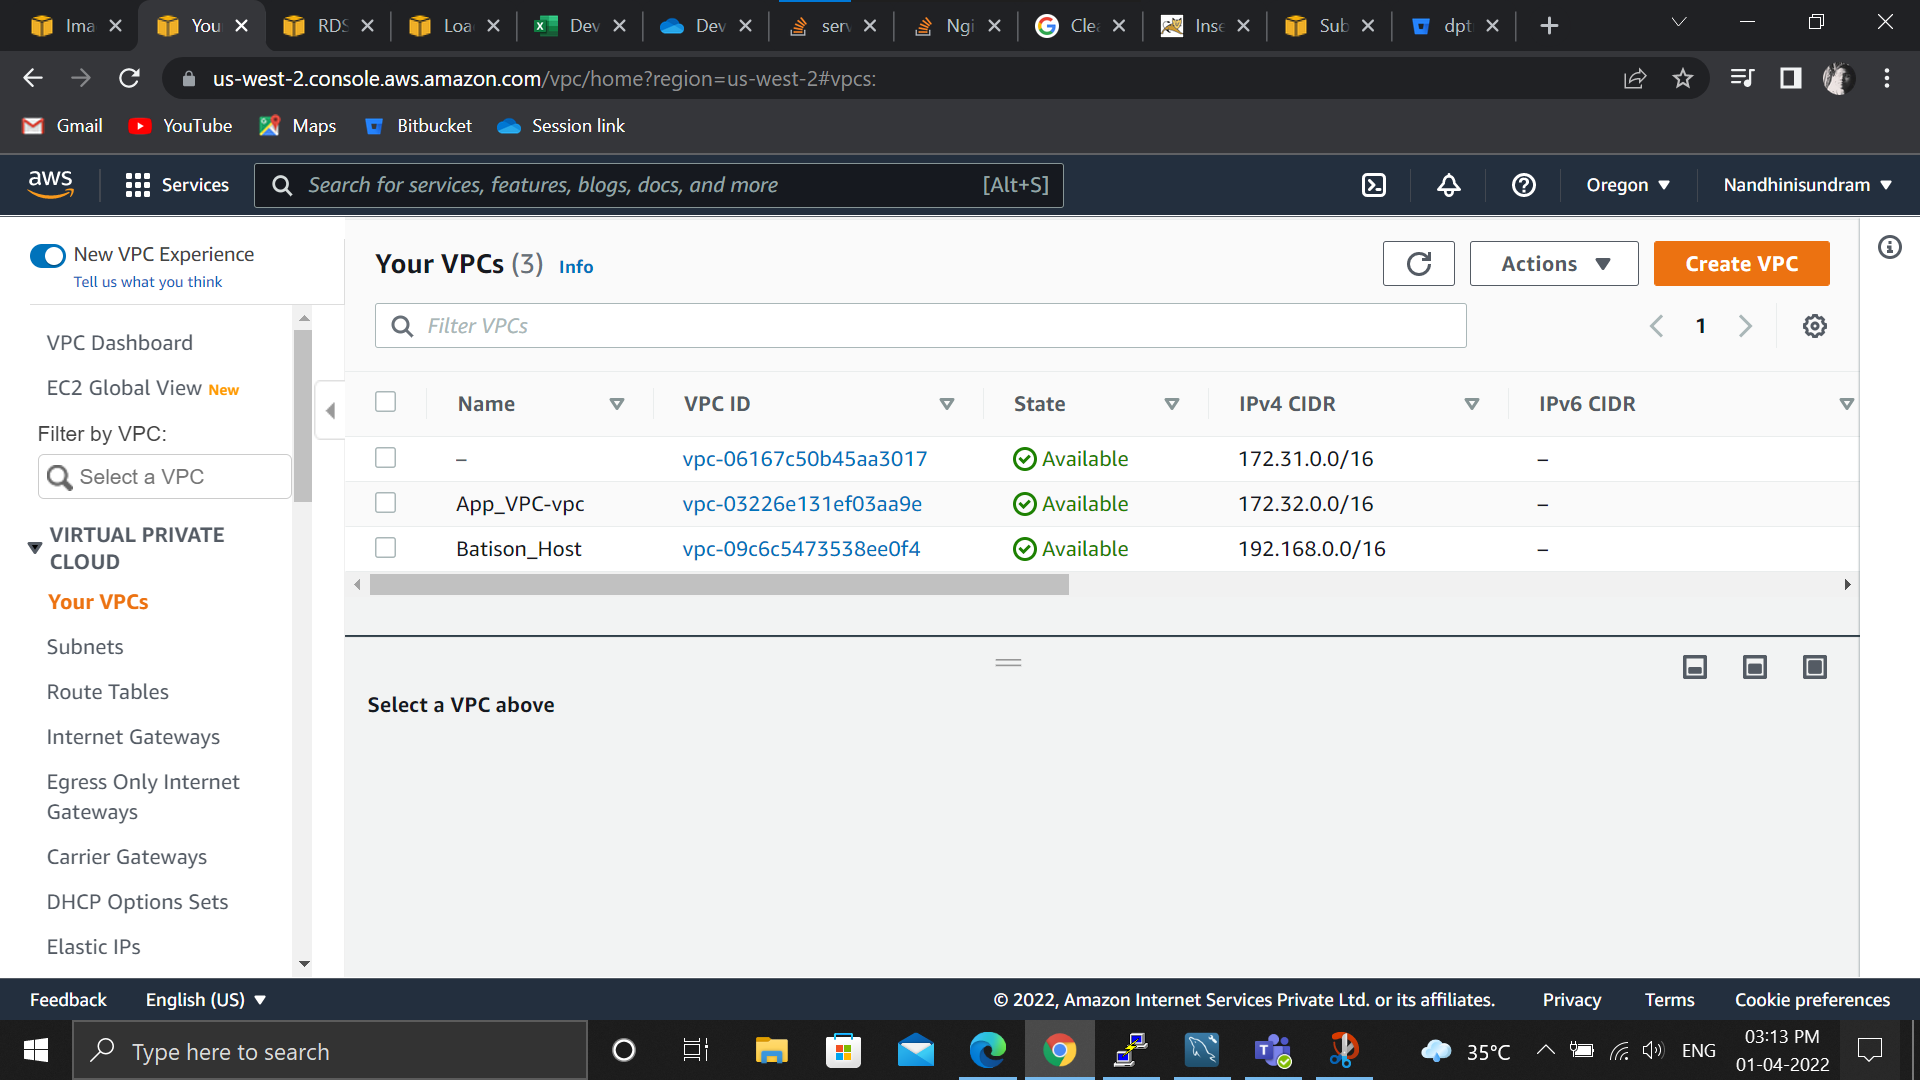 Ima
You
RDS
Loa
Dev
Dev
serv
Ngi
Clea
Inse
Sub
dpt
us-west-2.console.aws.amazon.com/vpc/home?region=us-west-2#vpcs:
Gmail
YouTube
Maps
Bitbucket
Session link
aws
Services
Search for services, features, blogs, docs, and more
[Alt+S]
Oregon
Nandhinisundram
New VPC Experience
Tell us what you think
VPC Dashboard
EC2 Global View New
Filter by VPC:
Select a VPC
VIRTUAL PRIVATE
CLOUD
Your VPCs
Subnets
Route Tables
Internet Gateways
Egress Only Internet
Gateways
Carrier Gateways
DHCP Options Sets
Elastic IPs
Your VPCs (3) Info
Actions
Create VPC
Filter VPCs
1
Name VPC ID State IPv4 CIDR IPv6 CIDR
– vpc-06167c50b45aa3017 Available 172.31.0.0/16 –
App_VPC-vpc vpc-03226e131ef03aa9e Available 172.32.0.0/16 –
Batison_Host vpc-09c6c5473538ee0f4 Available 192.168.0.0/16 –
Select a VPC above
Feedback
English (US)
© 2022, Amazon Internet Services Private Ltd. or its affiliates.
Privacy
Terms
Cookie preferences
Type here to search
35°C
ENG
03:13 PM
01-04-2022